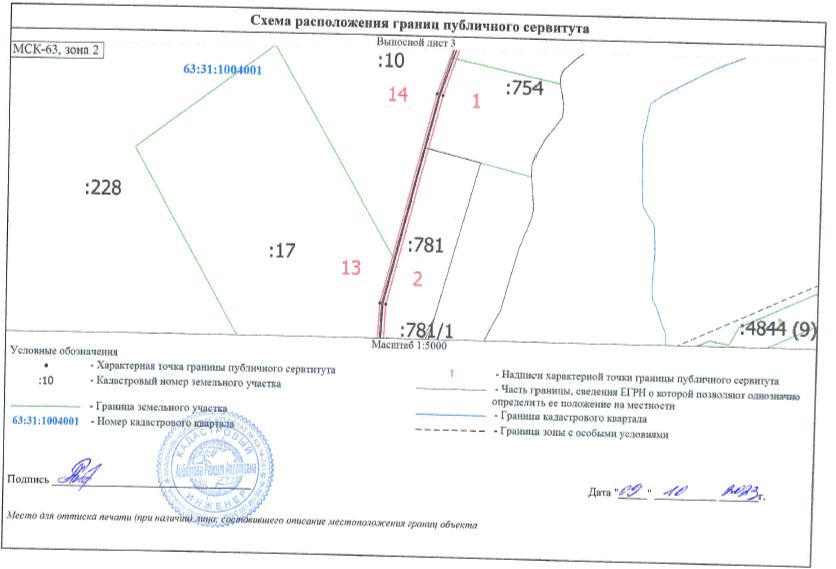 Схема расположения границ публичного сервитута
Выносной лист 3
МСК-63, зона 2
63:31:1004001
:10
14
1
:754
:228
:17
13
:781
2
:781/1
:4844 (9)
Масштаб 1:5000
Условные обозначения
- Характерная точка границы публичного сервтитута
:10 - Кадастровый номер земельного участка
- Граница земельного участка
63:31:1004001 - Номер кадастрового квартала
1 - Надписи характерной точки границы публичного сервитута
- Часть границы, сведения ЕГРН о которой позволяют однозначно
определить ее положение на местности
- Граница кадастрового квартала
- Граница зоны с особыми условиями
КАДАСТРОВЫЙ
ИНЖЕНЕР
Подпись
Дата "09" 10 2023 г.
Место для оттиска печати (при наличии) лица, составившего описание местоположения границ объекта